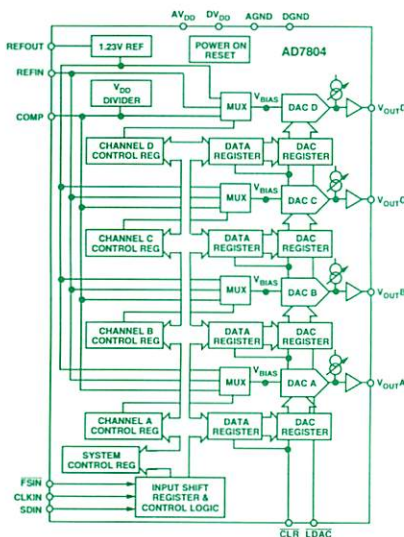 AVDD DVDD AGND DGND
REFOUT
1.23V REF
POWER ON
RESET
AD7804
REFIN
VDD
DIVIDER
COMP
MUX
VBIAS
DAC D
VOUTD
CHANNEL D
CONTROL REG
DATA
REGISTER
DAC
REGISTER
MUX
VBIAS
DAC C
VOUTC
CHANNEL C
CONTROL REG
DATA
REGISTER
DAC
REGISTER
MUX
VBIAS
DAC B
VOUTB
CHANNEL B
CONTROL REG
DATA
REGISTER
DAC
REGISTER
MUX
VBIAS
DAC A
VOUTA
CHANNEL A
CONTROL REG
DATA
REGISTER
DAC
REGISTER
SYSTEM
CONTROL REG
FSIN
CLKIN
SDIN
INPUT SHIFT
REGISTER &
CONTROL LOGIC
CLR LDAC